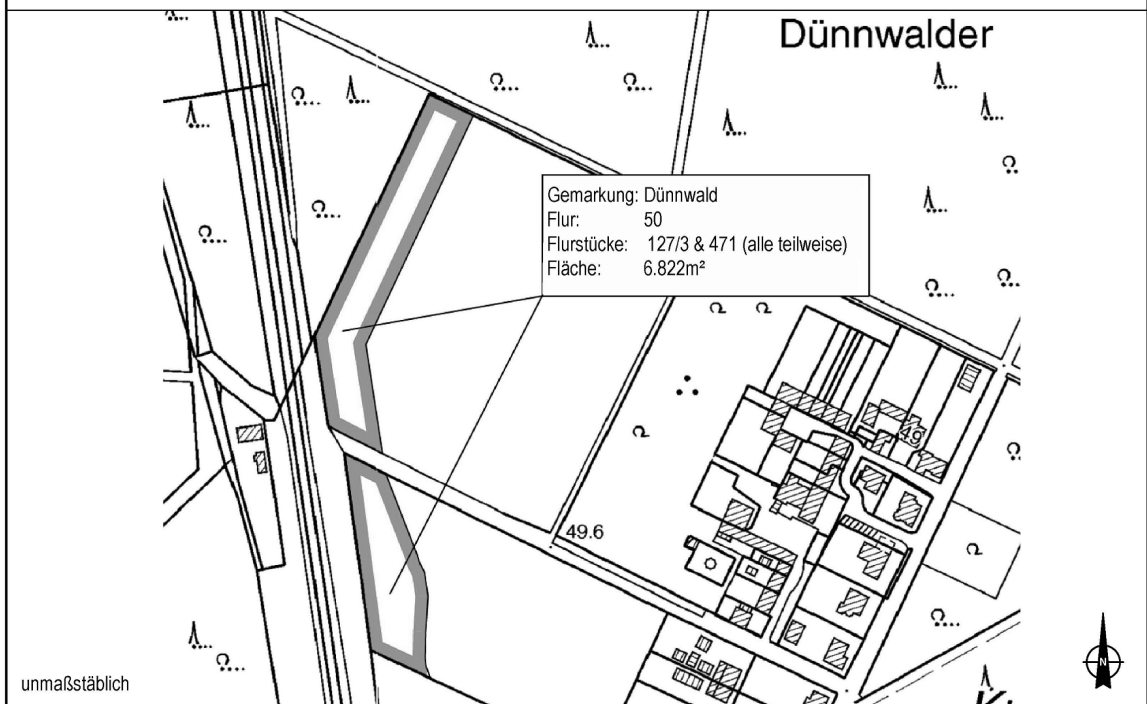 Dünnwalder
Gemarkung: Dünnwald
Flur: 50
Flurstücke: 127/3 & 471 (alle teilweise)
Fläche: 6.822m²
49
49.6
unmaßstäblich
N